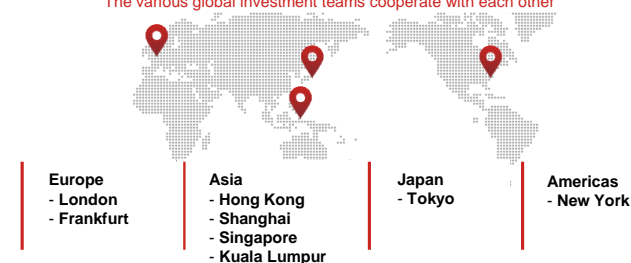 The various global investment teams cooperate with each other
Europe
- London
- Frankfurt
Asia
- Hong Kong
- Shanghai
- Singapore
- Kuala Lumpur
Japan
- Tokyo
Americas
- New York